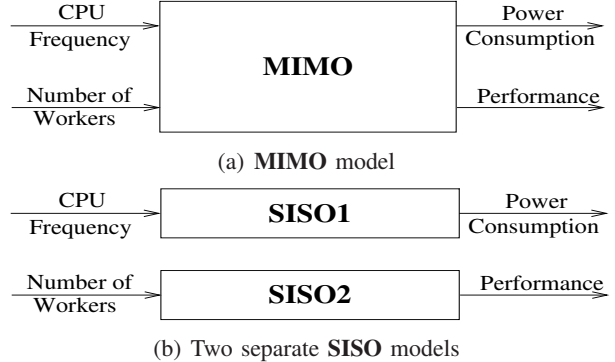 CPU
Frequency
Power
Consumption
MIMO
Number of
Workers
Performance
(a) MIMO model
CPU
Frequency
SISO1
Power
Consumption
Number of
Workers
SISO2
Performance
(b) Two separate SISO models